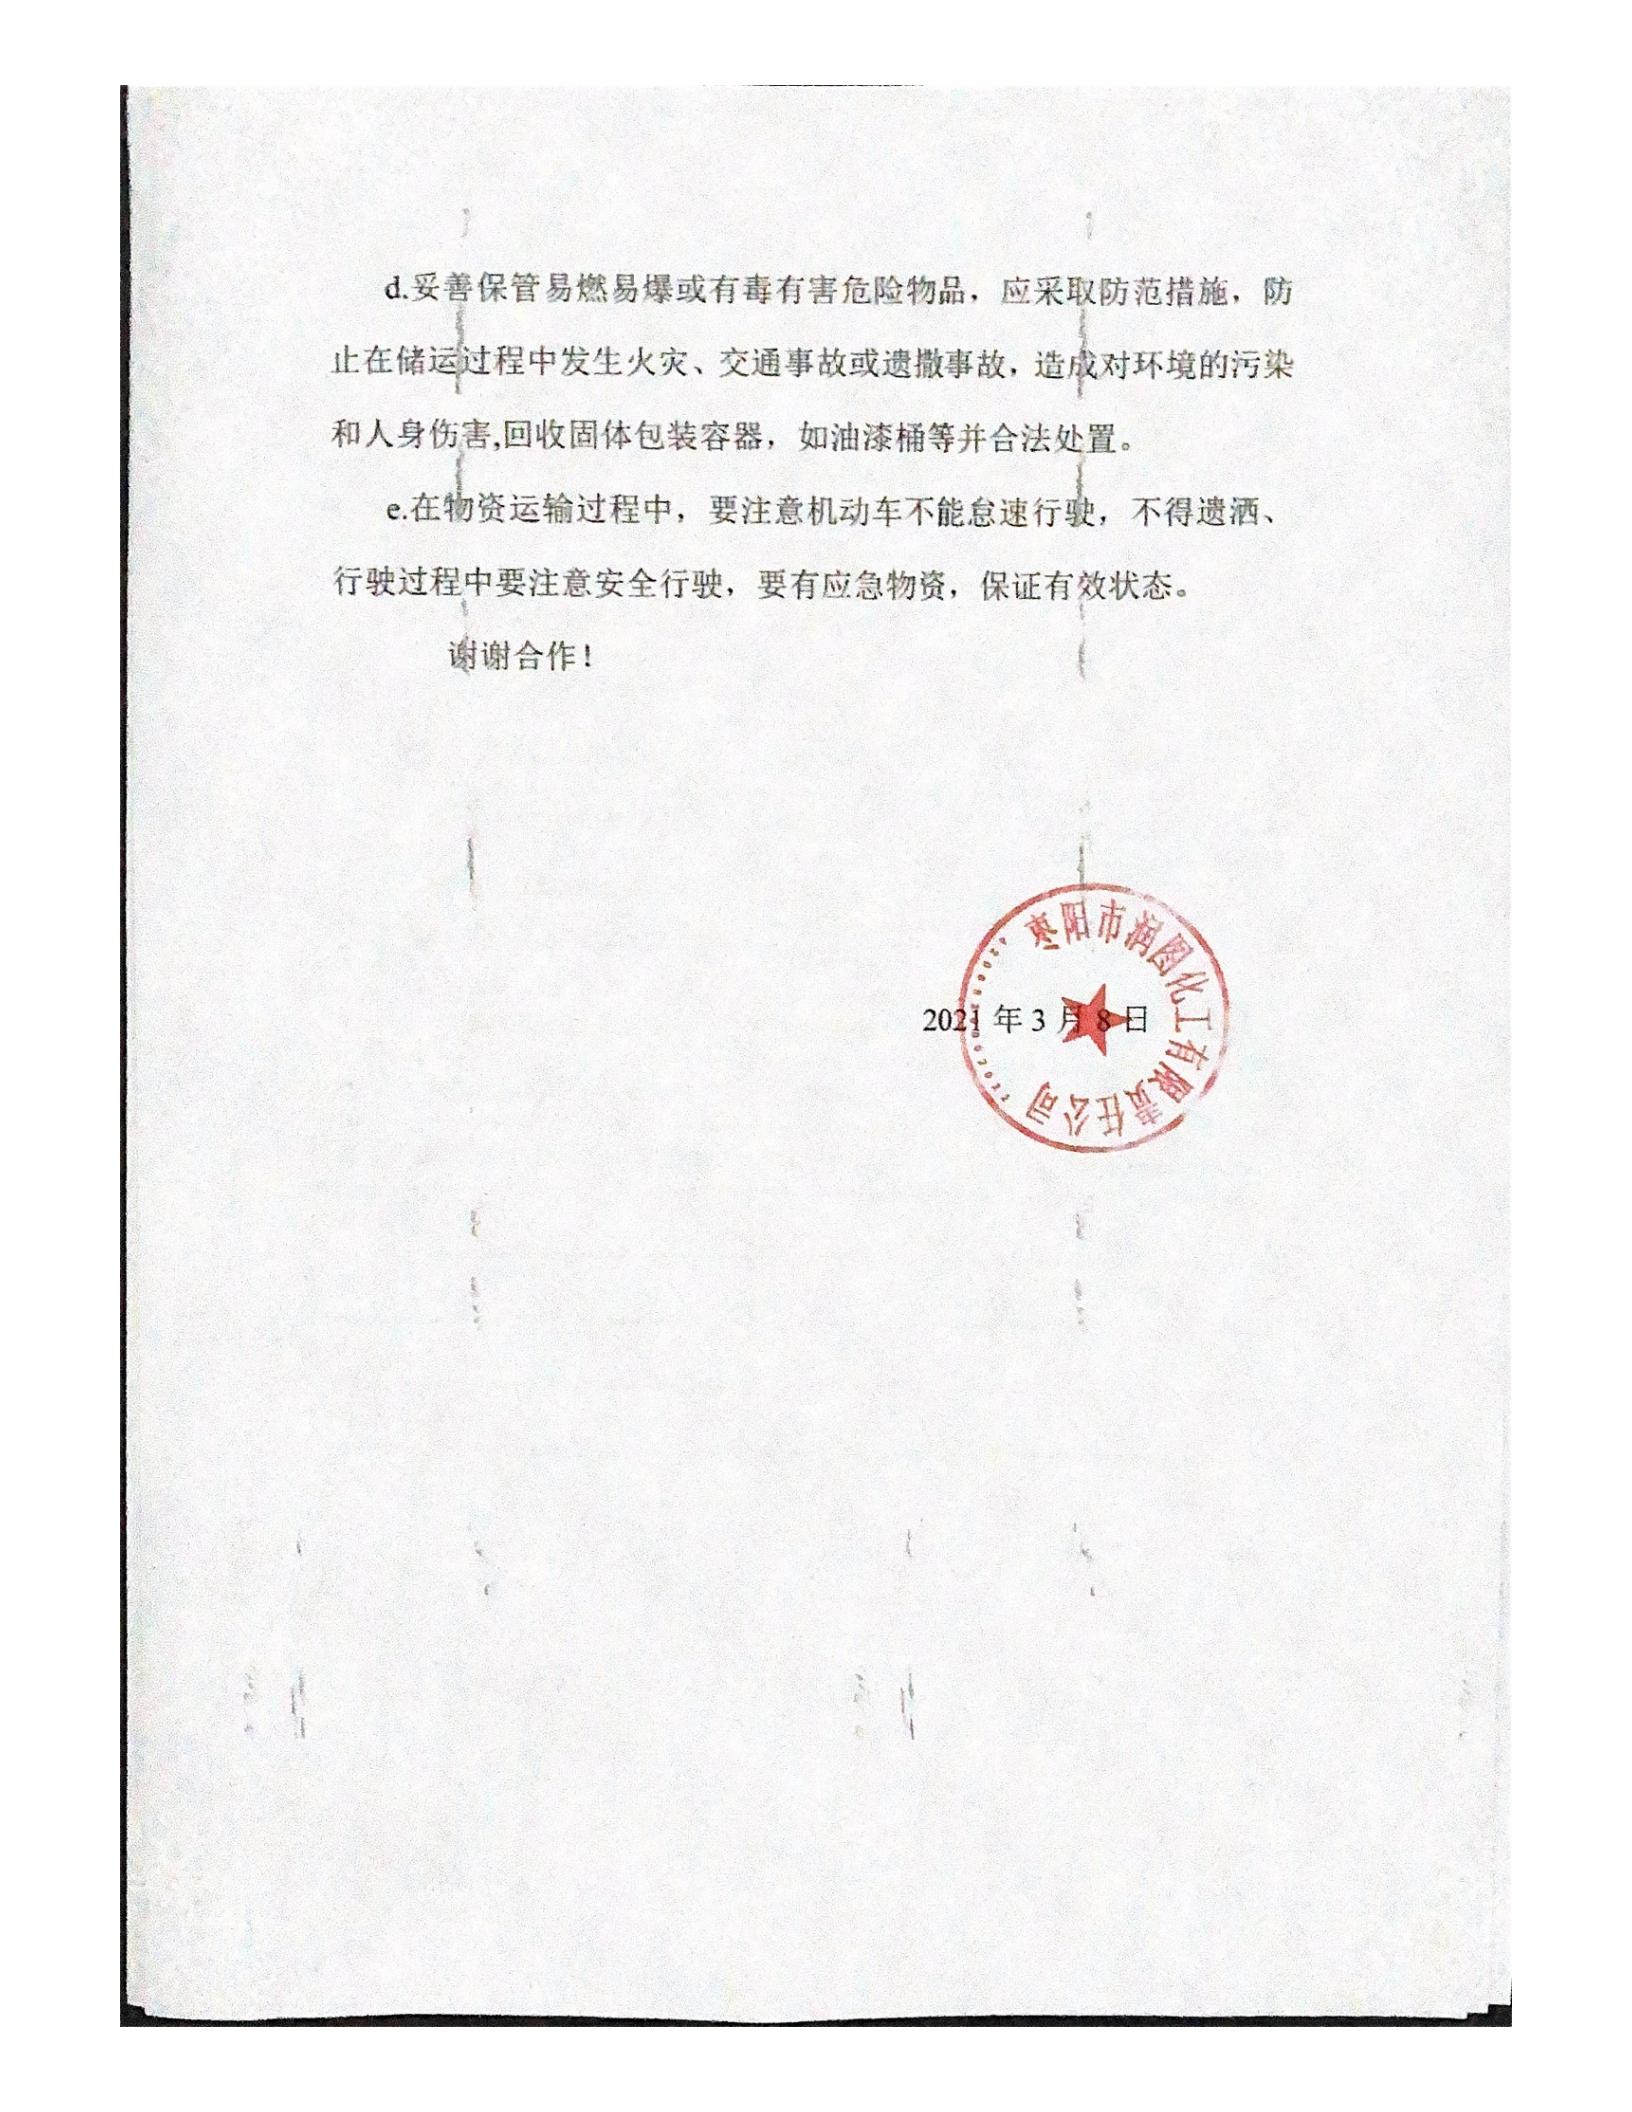 d.妥善保管易燃易爆或有毒有害危险物品，应采取防范措施，防
止在储运过程中发生火灾、交通事故或遗撒事故，造成对环境的污染
和人身伤害,回收固体包装容器，如油漆桶等并合法处置。
e.在物资运输过程中，要注意机动车不能怠速行驶，不得遗洒、
行驶过程中要注意安全行驶，要有应急物资，保证有效状态。
谢谢合作！
枣阳市润图化工有限责任公司
2021 年 3 月 8 日